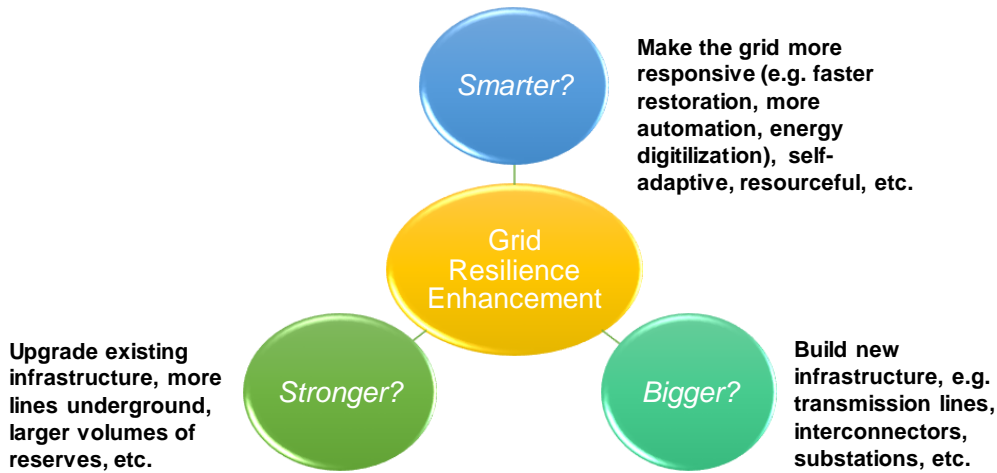 Smarter?
Make the grid more
responsive (e.g. faster
restoration, more
automation, energy
digitilization), self-
adaptive, resourceful, etc.
Grid
Resilience
Enhancement
Upgrade existing
infrastructure, more
lines underground,
larger volumes of
reserves, etc.
Stronger?
Bigger?
Build new
infrastructure, e.g.
transmission lines,
interconnectors,
substations, etc.